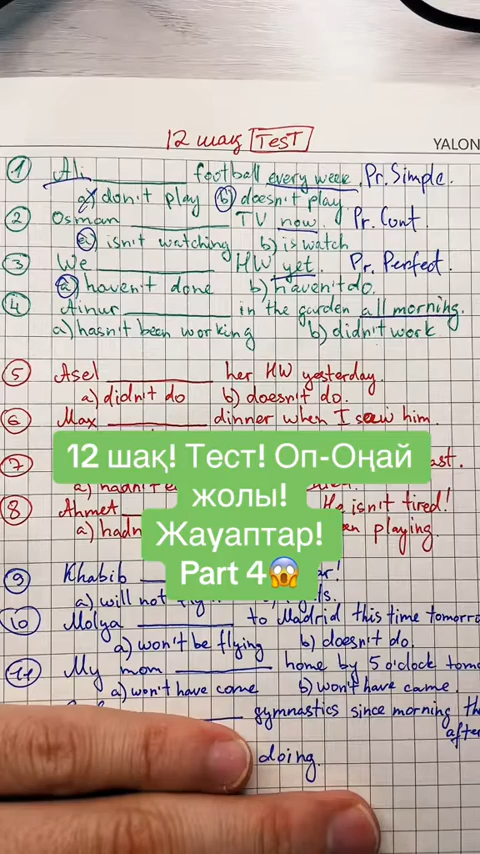 12 шақ TEST
YALON
1 Ali ______ football every week. Pr. Simple.
a) don't play b) doesn't play
2 Osman ______ TV now. Pr. Cont
a) isn't watching b) is watch
3 We ______ HW yet. Pr. Perfect.
a) haven't done b) haven't do.
4 Ainur ______ in the garden all morning.
a) hasn't been working b) didn't work
5 Asel ______ her HW yesterday.
a) didn't do b) doesn't do.
6 Max ______ dinner when I saw him.
12 шақ! Тест! Оп-Оңай
жолы!
Жауаптар!
Part 4😱
7 ast.
a) hadn't
8 Ahmet He isn't tired!
a) hadn playing.
9 Khabib
a) will not
10 Molya ______ to Madrid this time tomorro
a) won't be flying b) doesn't do.
11 My mom ______ home by 5 o'clock tomo
a) won't have come b) won't have came.
______ gymnastics since morning th
after
doing.